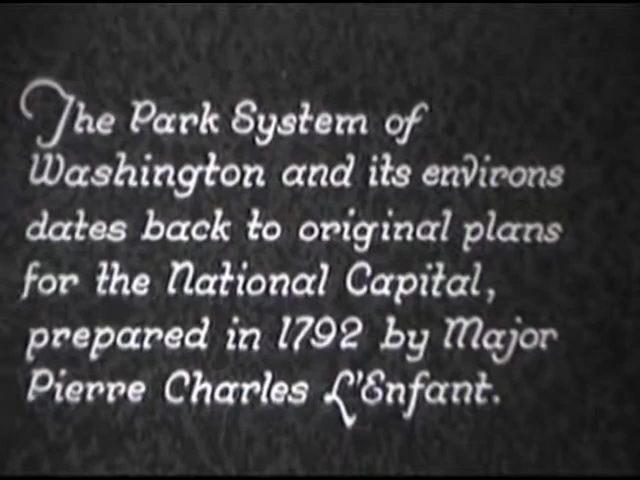 The Park System of
Washington and its environs
dates back to original plans
for the National Capital,
prepared in 1792 by Major
Pierre Charles L'Enfant.